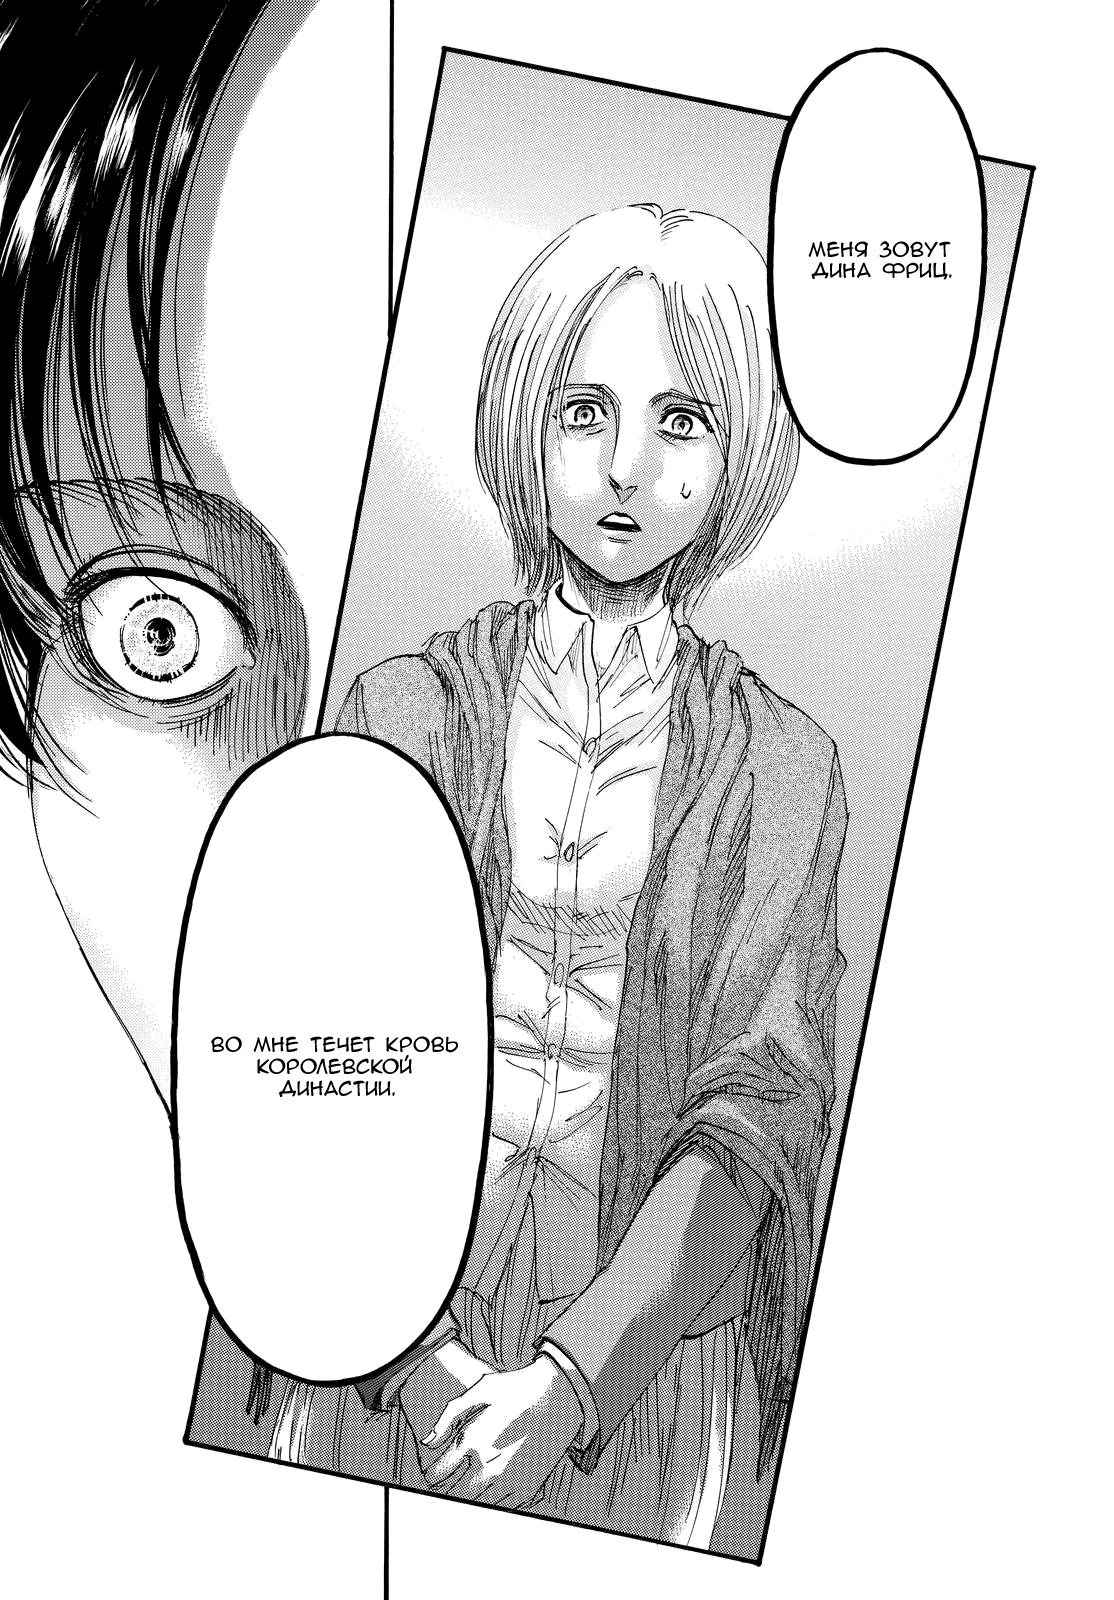 МЕНЯ ЗОВУТ
ДИНА ФРИЦ.
ВО МНЕ ТЕЧЕТ КРОВЬ
КОРОЛЕВСКОЙ
ДИНАСТИИ.